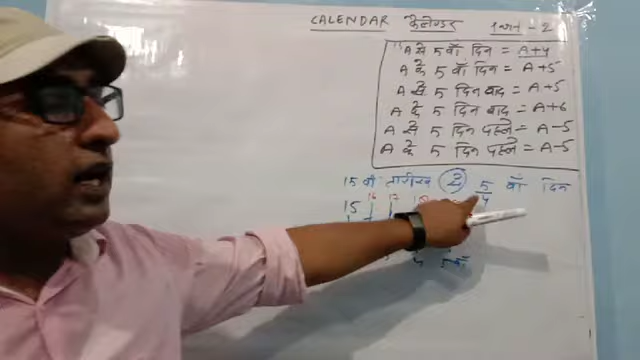 CALENDAR कैलेण्डर भाग - 2
A से 5 वाँ दिन = A+4
A के 5 वाँ दिन = A+5
A से 5 दिन बाद = A+5
A के 5 दिन बाद = A+6
A से 5 दिन पहले = A-5
A के 5 दिन पहले = A-5
15 वी तारीख 2 5 वाँ दिन
16 17
15 4